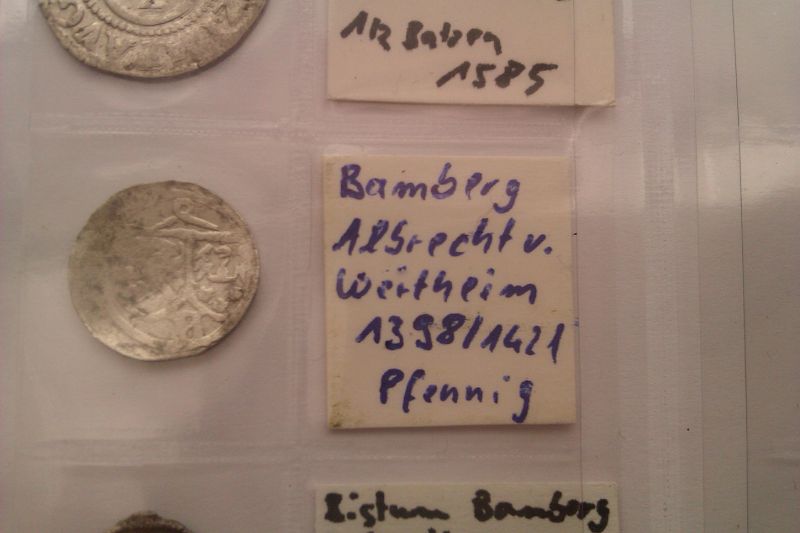 1/2 Batzen
1585
Bamberg
Albrecht v.
Wertheim
1398/1421
Pfennig
Bistum Bamberg